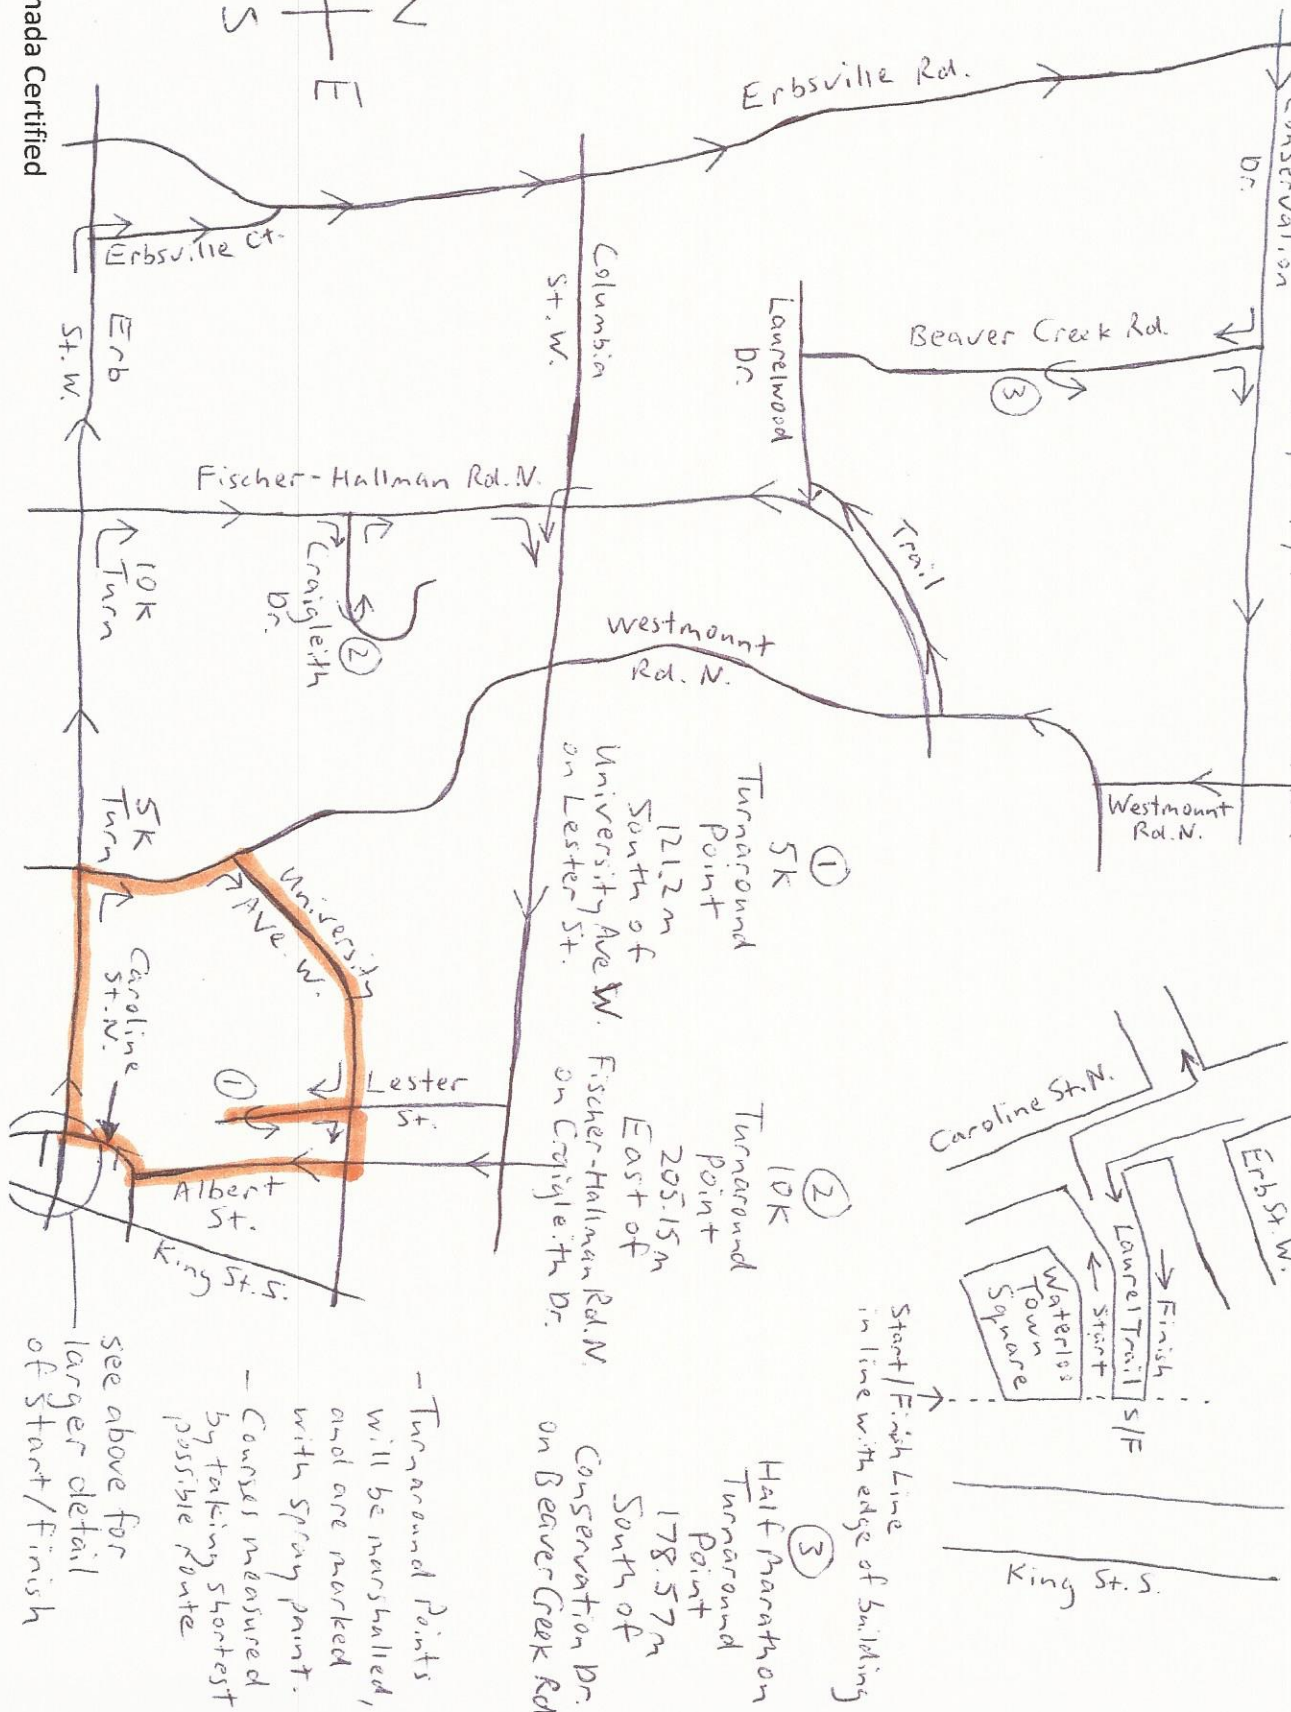 nada Certified
S
E
Erbsville Rd.
Conservation
Dr.
Erbsville Ct.
Erb
St. W.
Columbia
St. W.
Laurelwood
Dr.
Beaver Creek Rd.
3
Fischer-Hallman Rd. N.
Trail
10K
Turn
Craigleith
Dr.
2
Westmount
Rd. N.
Westmount
Rd. N.
5K
Turn
University
Ave. W.
Caroline
St. N.
1
Lester
St.
Albert
St.
King St. S.
see above for
larger detail
of start/finish
1
5K
Turnaround
Point
121.2m
South of
University Ave W.
on Lester St.
2
10K
Turnaround
Point
205.15m
East of
Fischer-Hallman Rd. N.
on Craigleith Dr.
3
Half Marathon
Turnaround
Point
178.57m
South of
Conservation Dr.
on Beaver Creek Rd
- Turnaround Points
will be marshalled,
and are marked
with spray paint.
- Courses measured
by taking shortest
possible route
Caroline St. N.
Erb St. W.
Laurel Trail
Finish
Start
Waterloo
Town
Square
S/F
Start/Finish Line
in line with edge of building
King St. S.